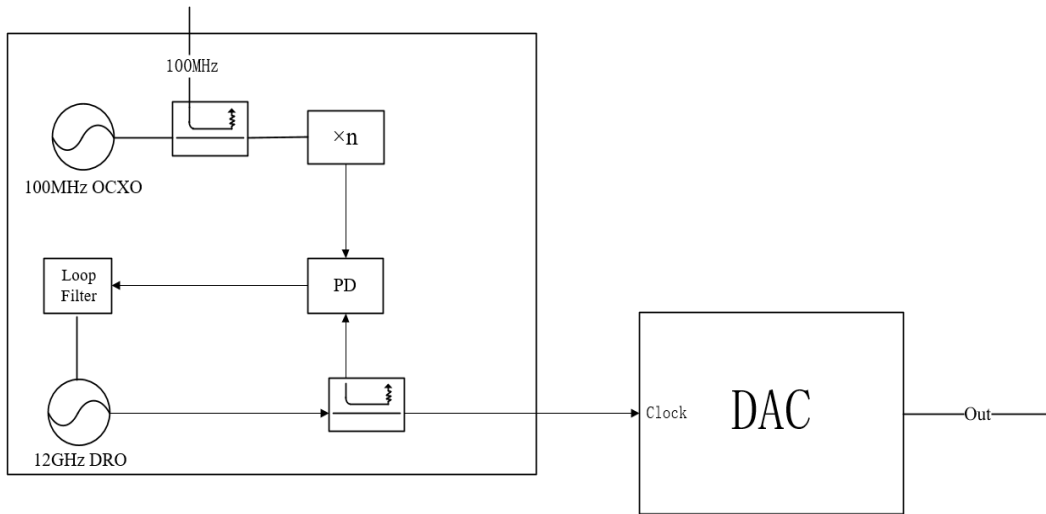 100MHz
×n
100MHz OCXO
Loop
Filter
PD
Clock
DAC
Out
12GHz DRO